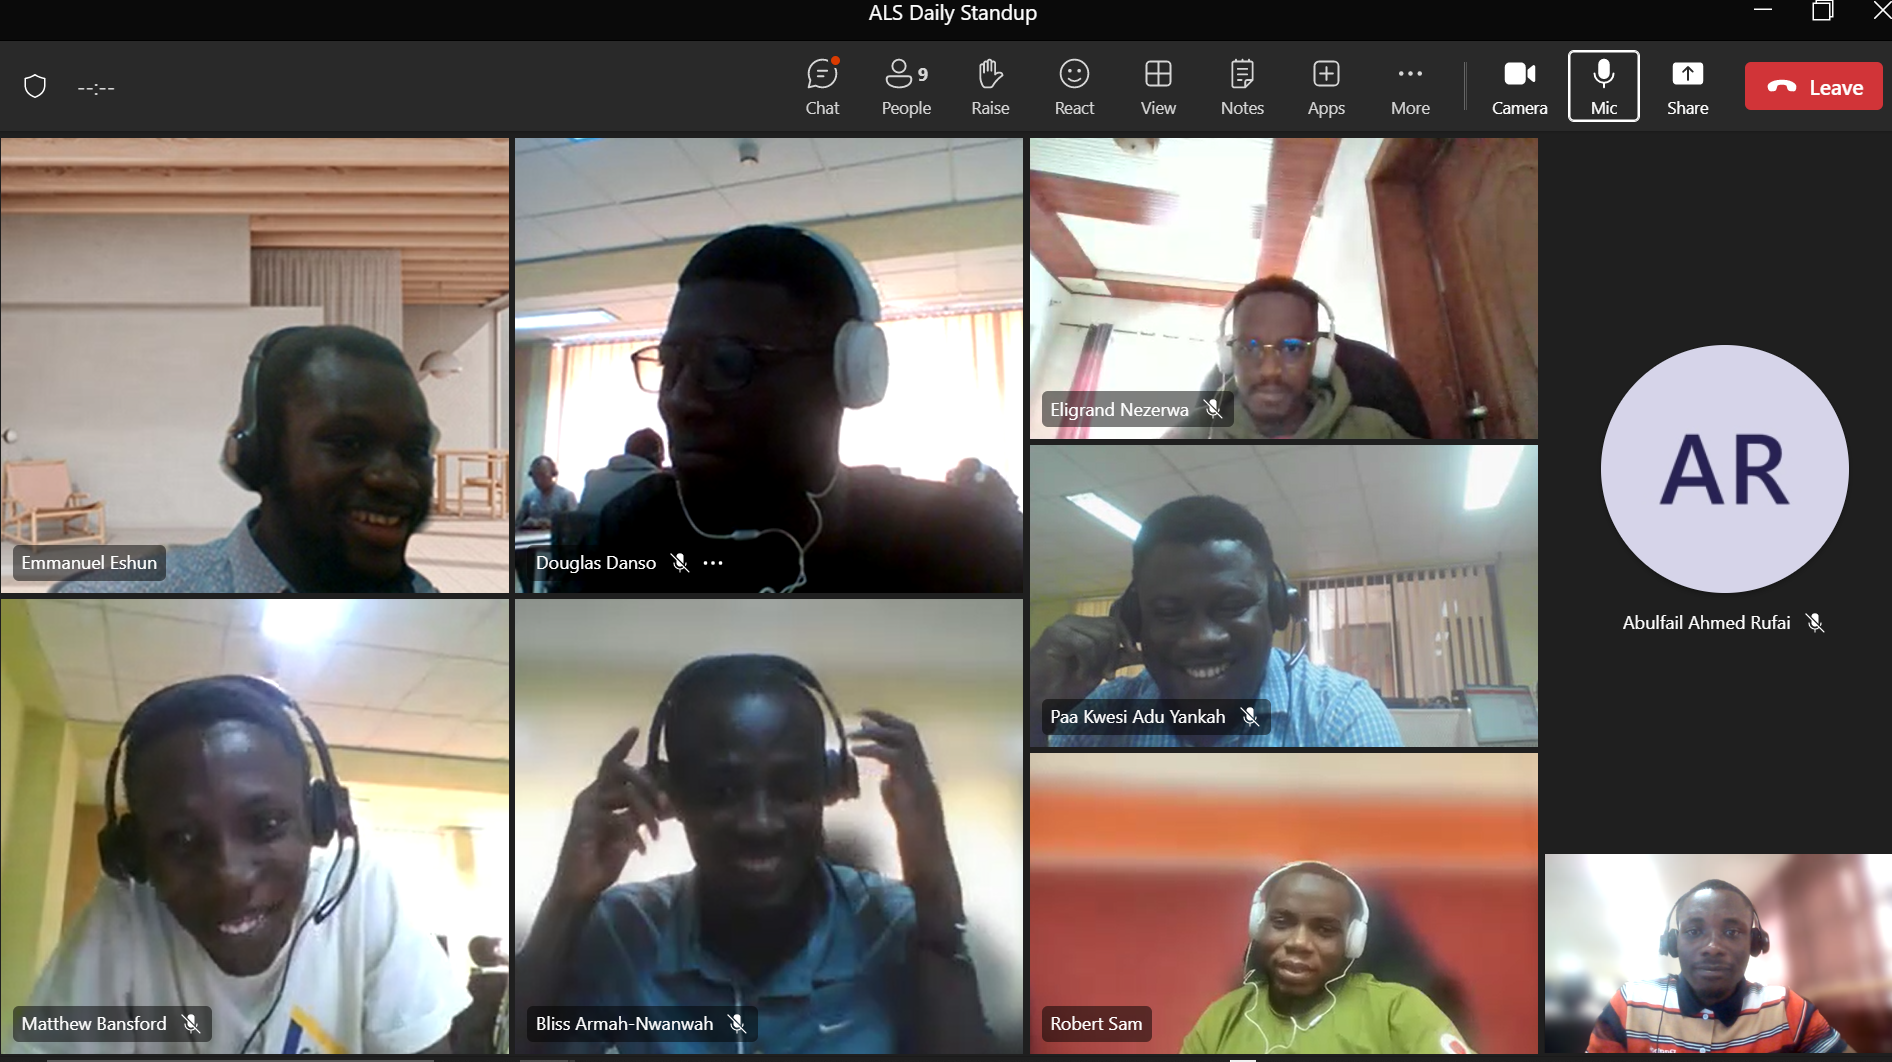 ALS Daily Standup
--:--
Chat
People 9
Raise
React
View
Notes
Apps
More
Camera
Mic
Share
Leave
Emmanuel Eshun
Douglas Danso
Eligrand Nezerwa
Paa Kwesi Adu Yankah
AR
Abulfail Ahmed Rufai
Matthew Bansford
Bliss Armah-Nwanwah
Robert Sam